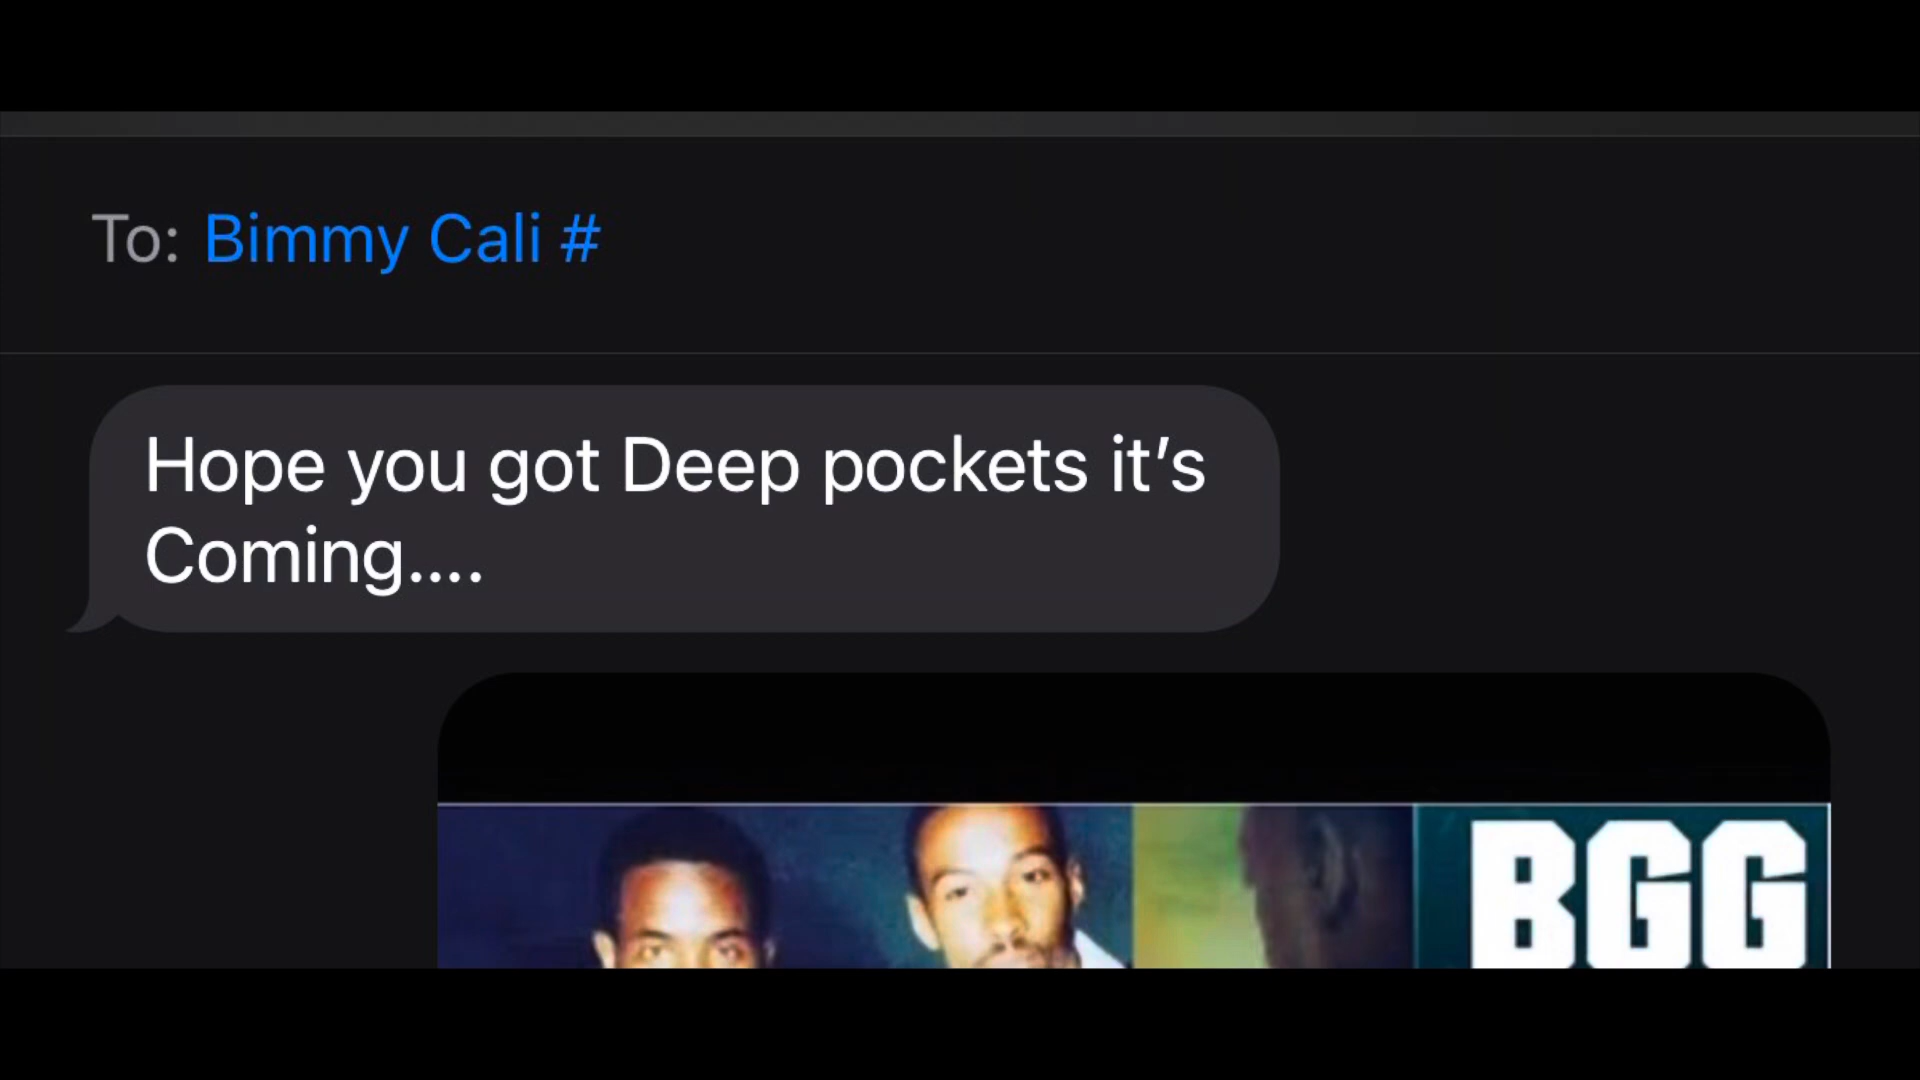 To: Bimmy Cali #
Hope you got Deep pockets it’s
Coming....
BGG